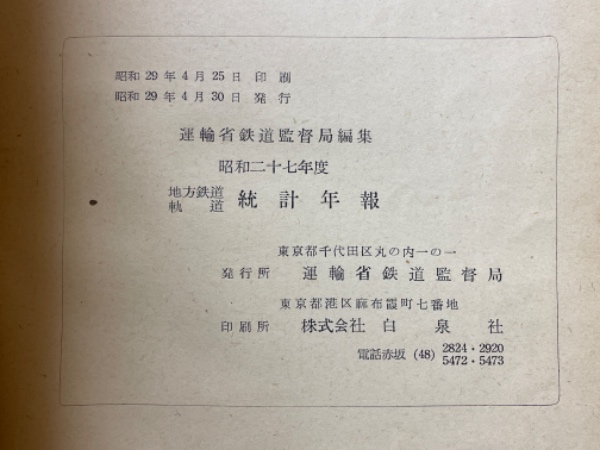 昭和 29 年 4 月 25 日 印刷
昭和 29 年 4 月 30 日 発行
運輸省鉄道監督局編集
昭和二十七年度
地方鉄道
軌道
統計年報
東京都千代田区丸の内一の一
発行所 運輸省鉄道監督局
東京都港区麻布霞町七番地
印刷所 株式会社 白泉社
電話赤坂 (48) 2824・2920
5472・5473